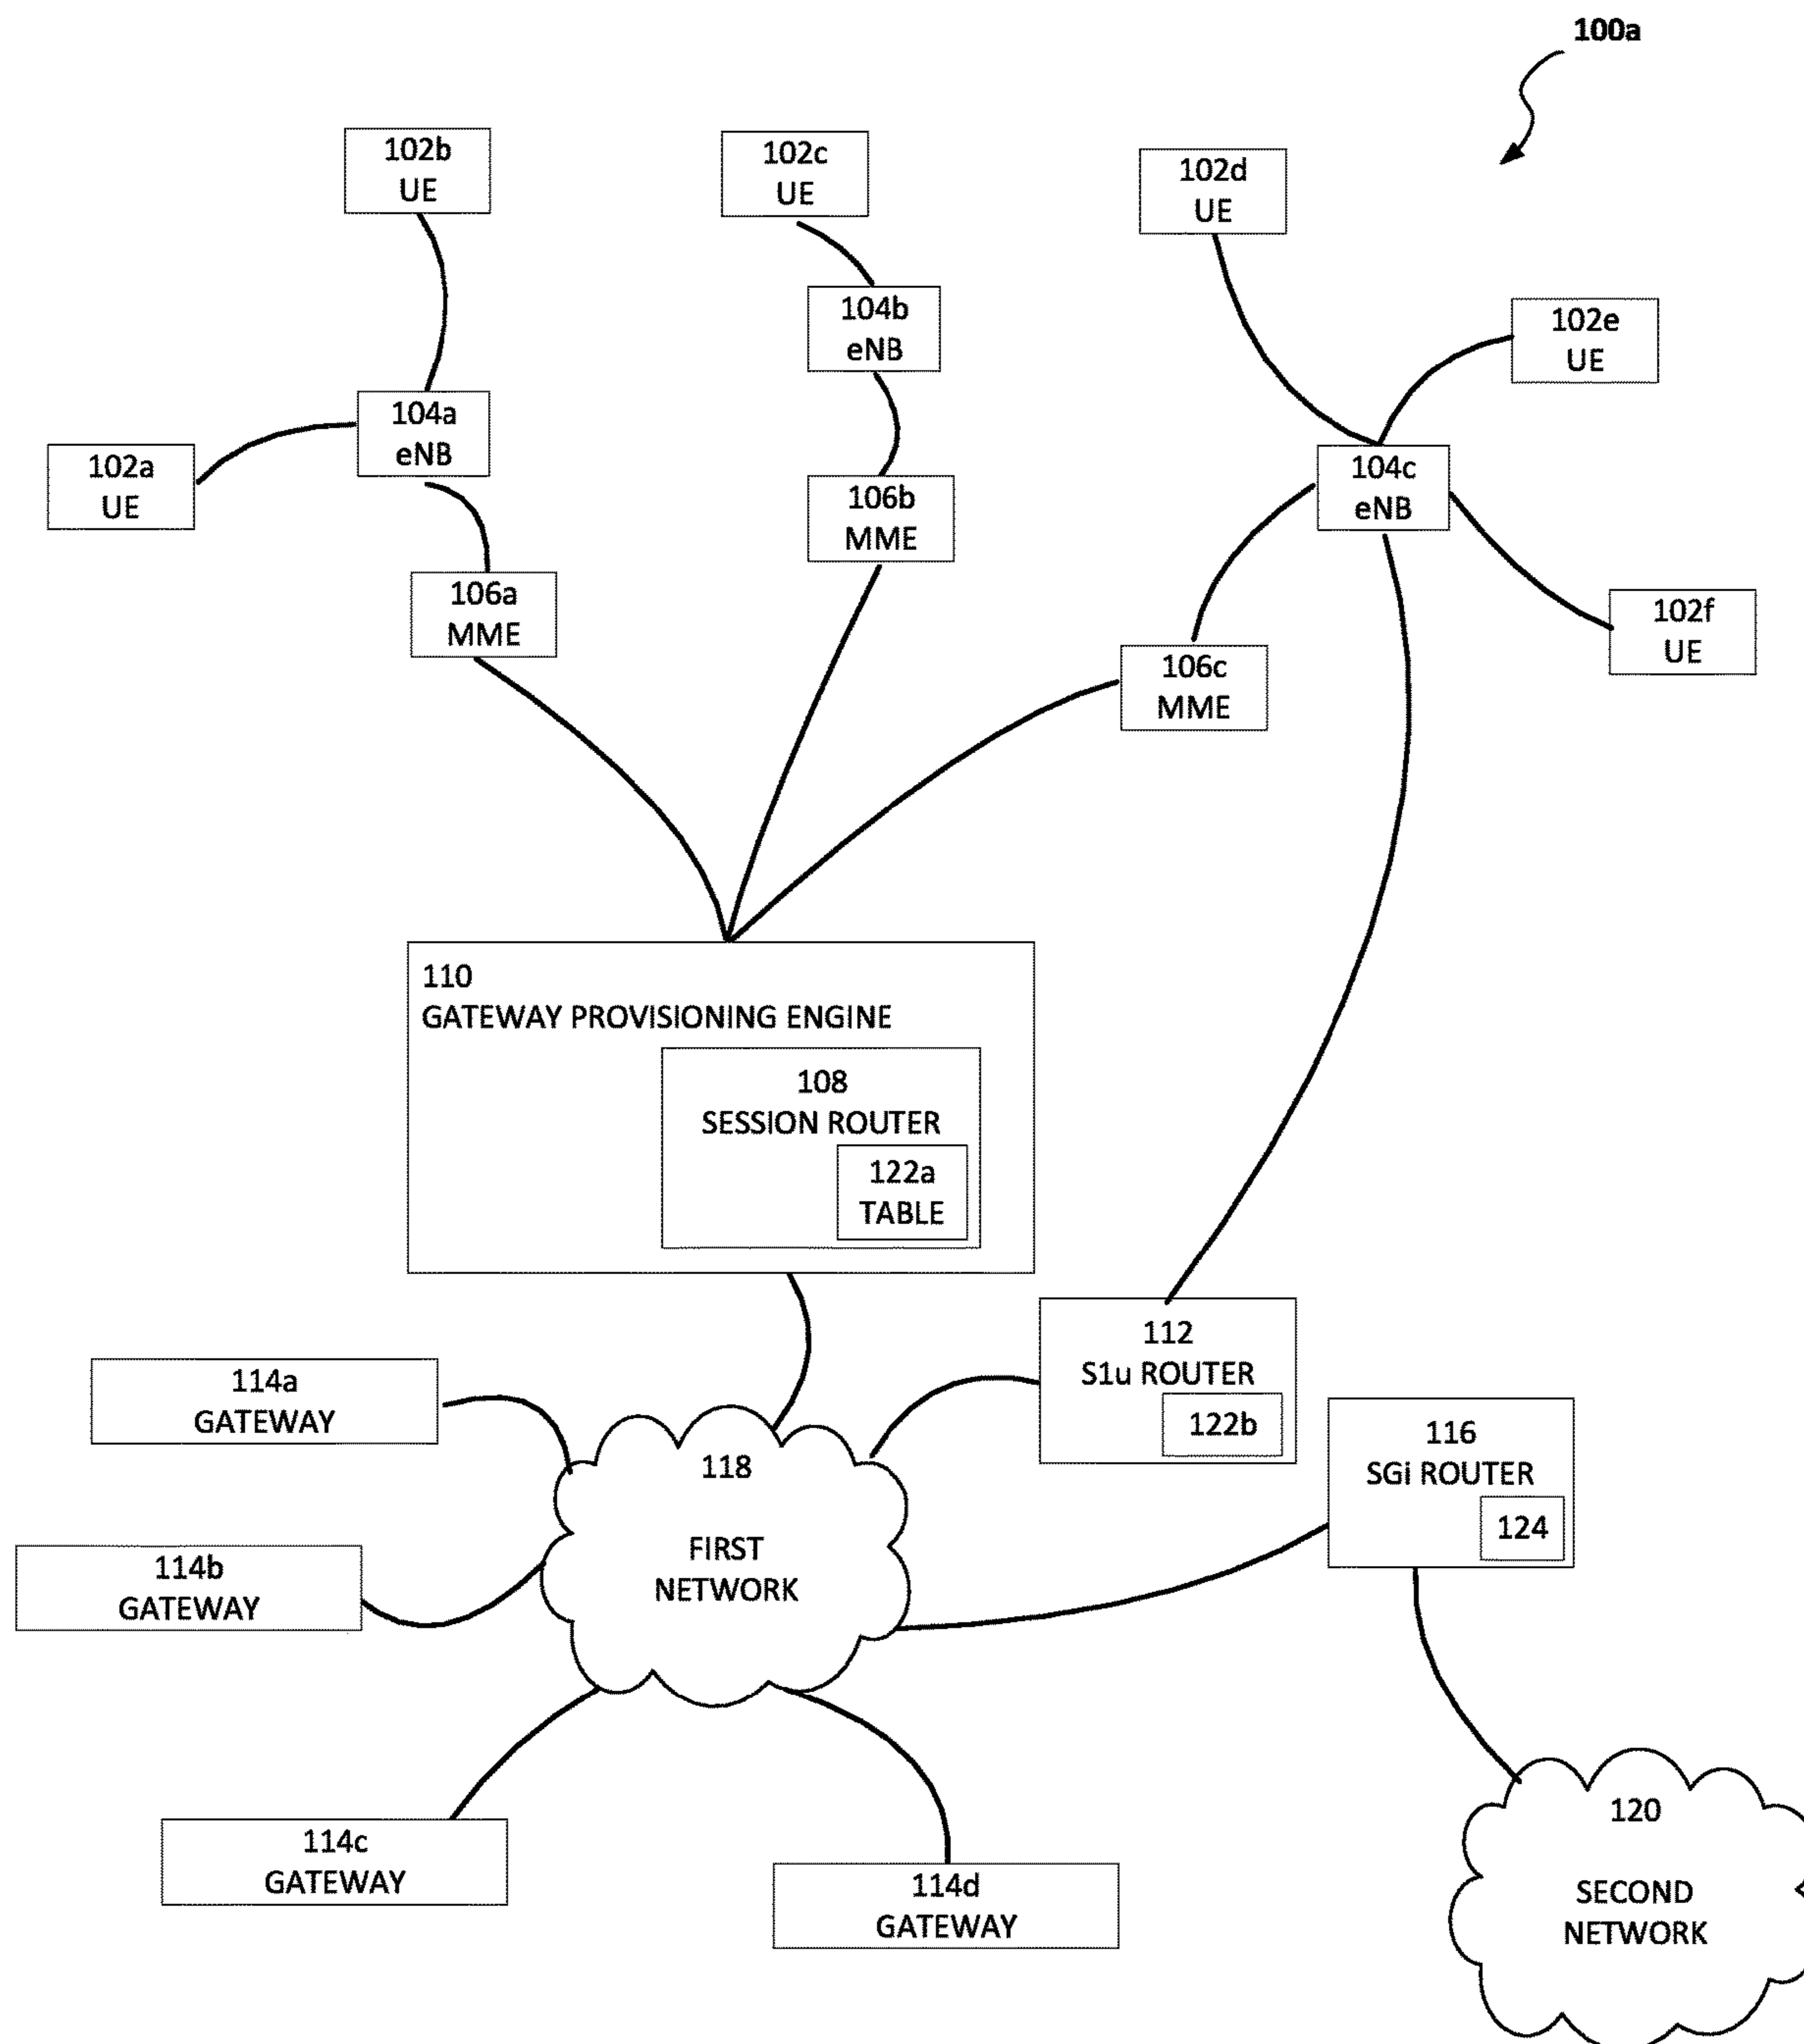 100a
102b
UE
102c
UE
102d
UE
104b
eNB
102e
UE
104a
eNB
102a
UE
104c
eNB
106b
MME
106a
MME
102f
UE
106c
MME
110
GATEWAY PROVISIONING ENGINE
108
SESSION ROUTER
122a
TABLE
112
S1u ROUTER
122b
114a
GATEWAY
116
SGi ROUTER
124
118
FIRST
NETWORK
114b
GATEWAY
120
SECOND
NETWORK
114c
GATEWAY
114d
GATEWAY